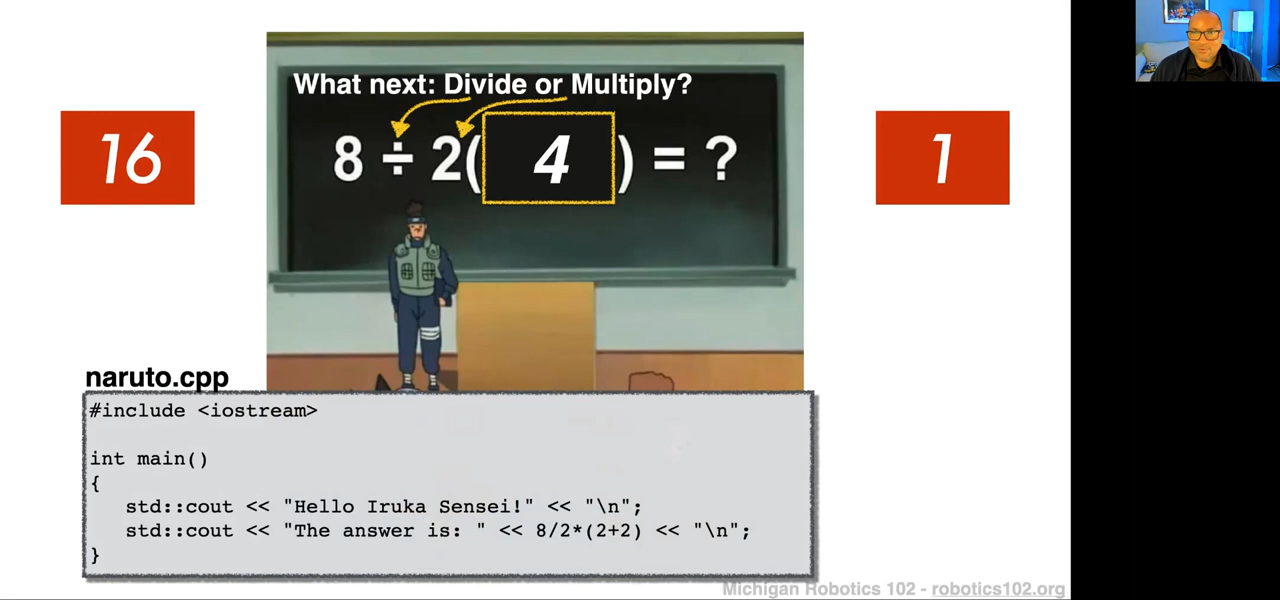 What next: Divide or Multiply?
16
8 ÷ 2( 4 ) = ?
1
naruto.cpp
#include <iostream>
int main()
{
std::cout << "Hello Iruka Sensei!" << "\n";
std::cout << "The answer is: " << 8/2*(2+2) << "\n";
}
Michigan Robotics 102 - robotics102.org